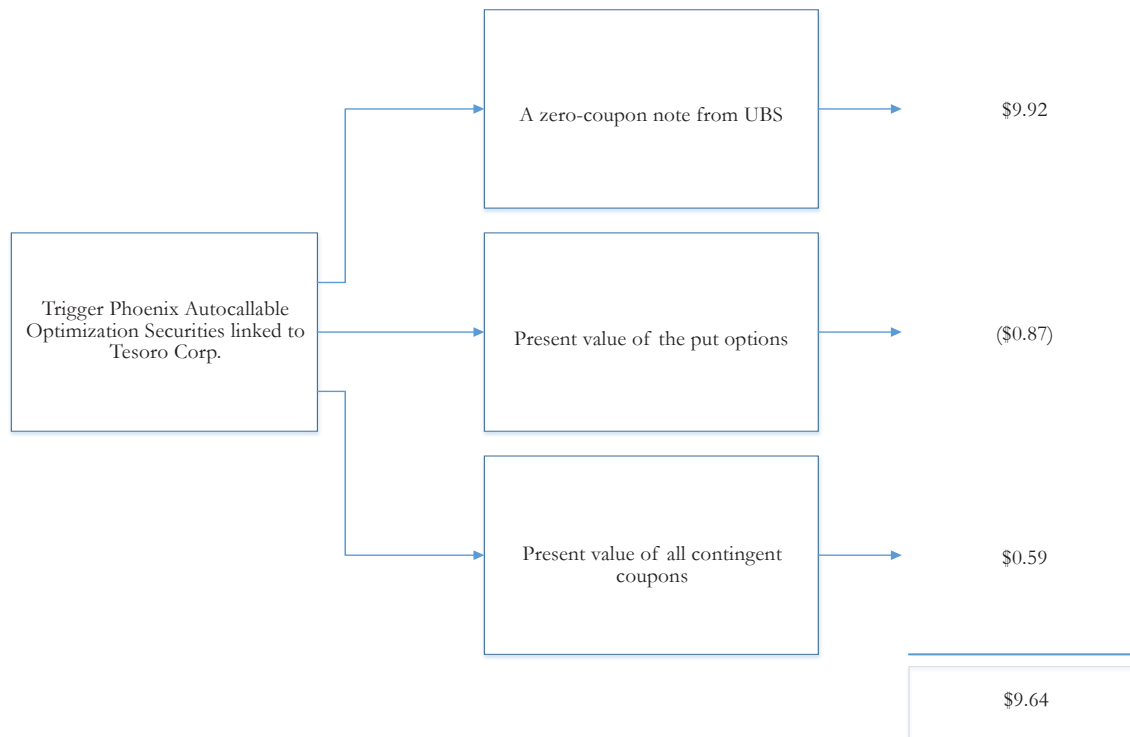 A zero-coupon note from UBS
$9.92
Trigger Phoenix Autocallable
Optimization Securities linked to
Tesoro Corp.
Present value of the put options
($0.87)
Present value of all contingent
coupons
$0.59
$9.64